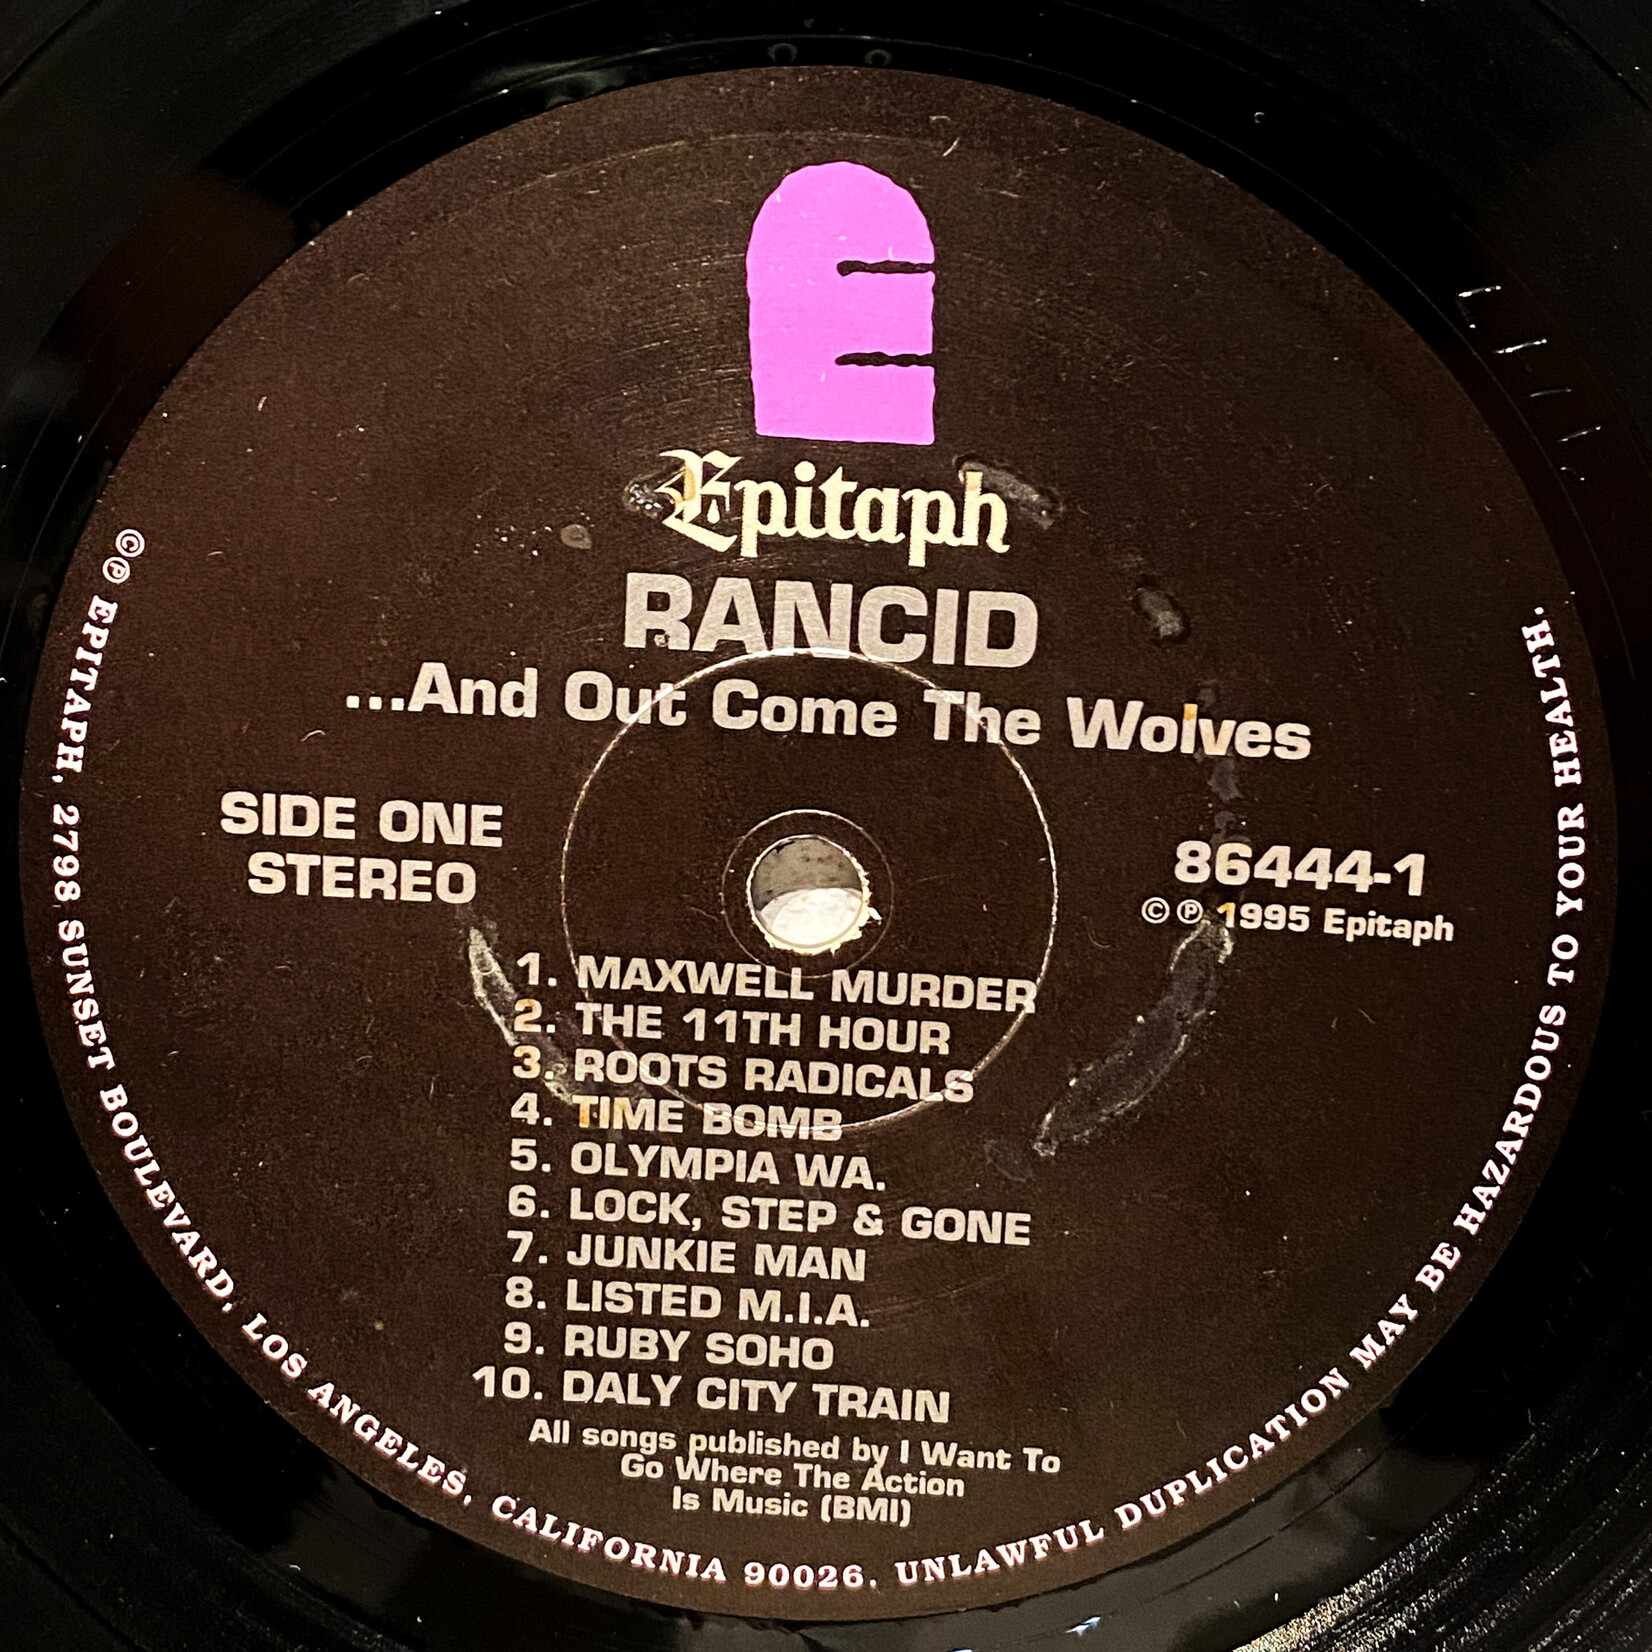 E
Epitaph
RANCID
...And Out Come The Wolves
SIDE ONE
STEREO
86444-1
©℗ 1995 Epitaph
1. MAXWELL MURDER
2. THE 11TH HOUR
3. ROOTS RADICALS
4. TIME BOMB
5. OLYMPIA WA.
6. LOCK, STEP & GONE
7. JUNKIE MAN
8. LISTED M.I.A.
9. RUBY SOHO
10. DALY CITY TRAIN
All songs published by I Want To
Go Where The Action
Is Music (BMI)
©℗ EPITAPH, 2798 SUNSET BOULEVARD, LOS ANGELES, CALIFORNIA 90026. UNLAWFUL DUPLICATION MAY BE HAZARDOUS TO YOUR HEALTH.